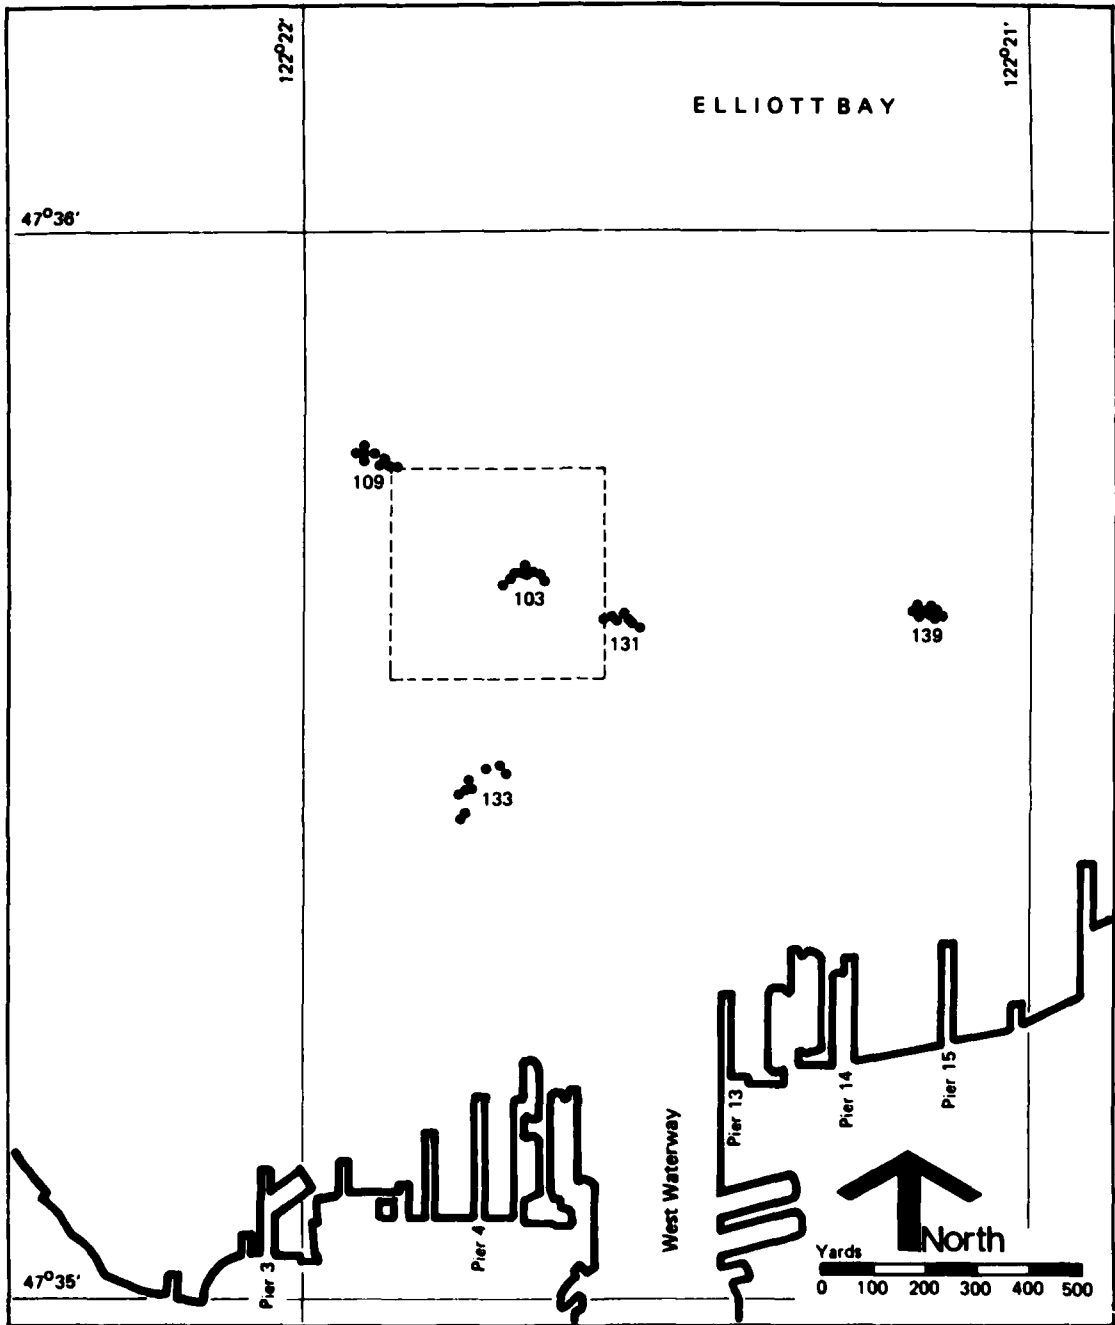 122°22'
122°21'
ELLIOTT BAY
47°36'
109
103
131
139
133
Pier 13
Pier 14
Pier 15
West Waterway
Pier 4
Pier 3
North
Yards
0 100 200 300 400 500
47°35'